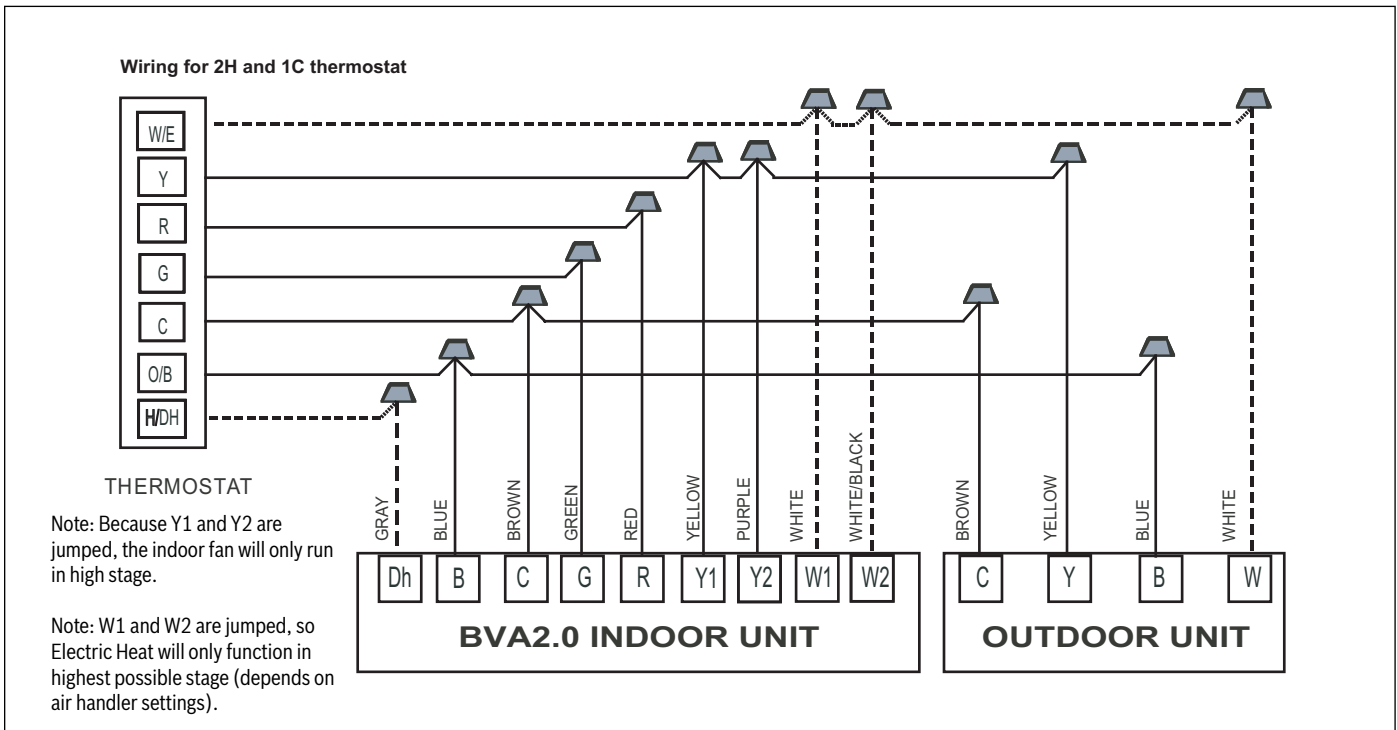 Wiring for 2H and 1C thermostat
W/E
Y
R
G
C
O/B
H/DH
THERMOSTAT
Note: Because Y1 and Y2 are
jumped, the indoor fan will only run
in high stage.
Note: W1 and W2 are jumped, so
Electric Heat will only function in
highest possible stage (depends on
air handler settings).
GRAY
BLUE
BROWN
GREEN
RED
YELLOW
PURPLE
WHITE
WHITE/BLACK
BROWN
YELLOW
BLUE
WHITE
Dh B C G R Y1 Y2 W1 W2
BVA2.0 INDOOR UNIT
C Y B W
OUTDOOR UNIT